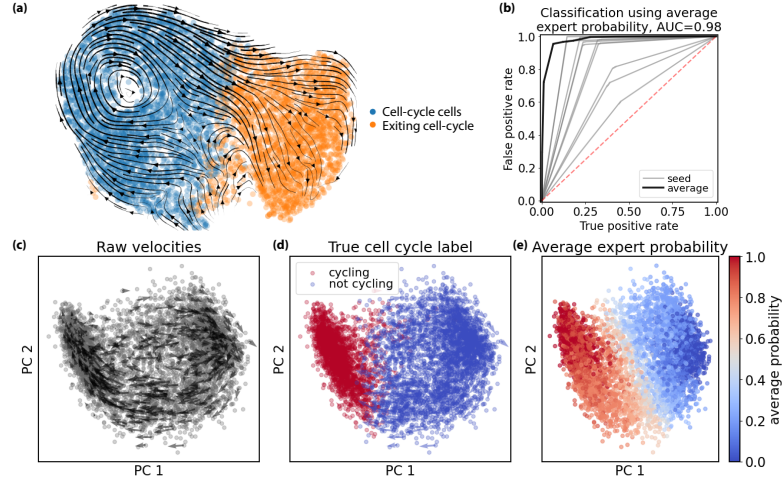 (a)
Cell-cycle cells
Exiting cell-cycle
(b)
Classification using average
expert probability, AUC=0.98
False positive rate
1.0
0.8
0.6
0.4
0.2
0.0
seed
average
0.00 0.25 0.50 0.75 1.00
True positive rate
(c)
Raw velocities
PC 2
PC 1
(d)
True cell cycle label
cycling
not cycling
PC 2
PC 1
(e)
Average expert probability
PC 2
PC 1
1.0
0.8
0.6
0.4
0.2
0.0
average probability